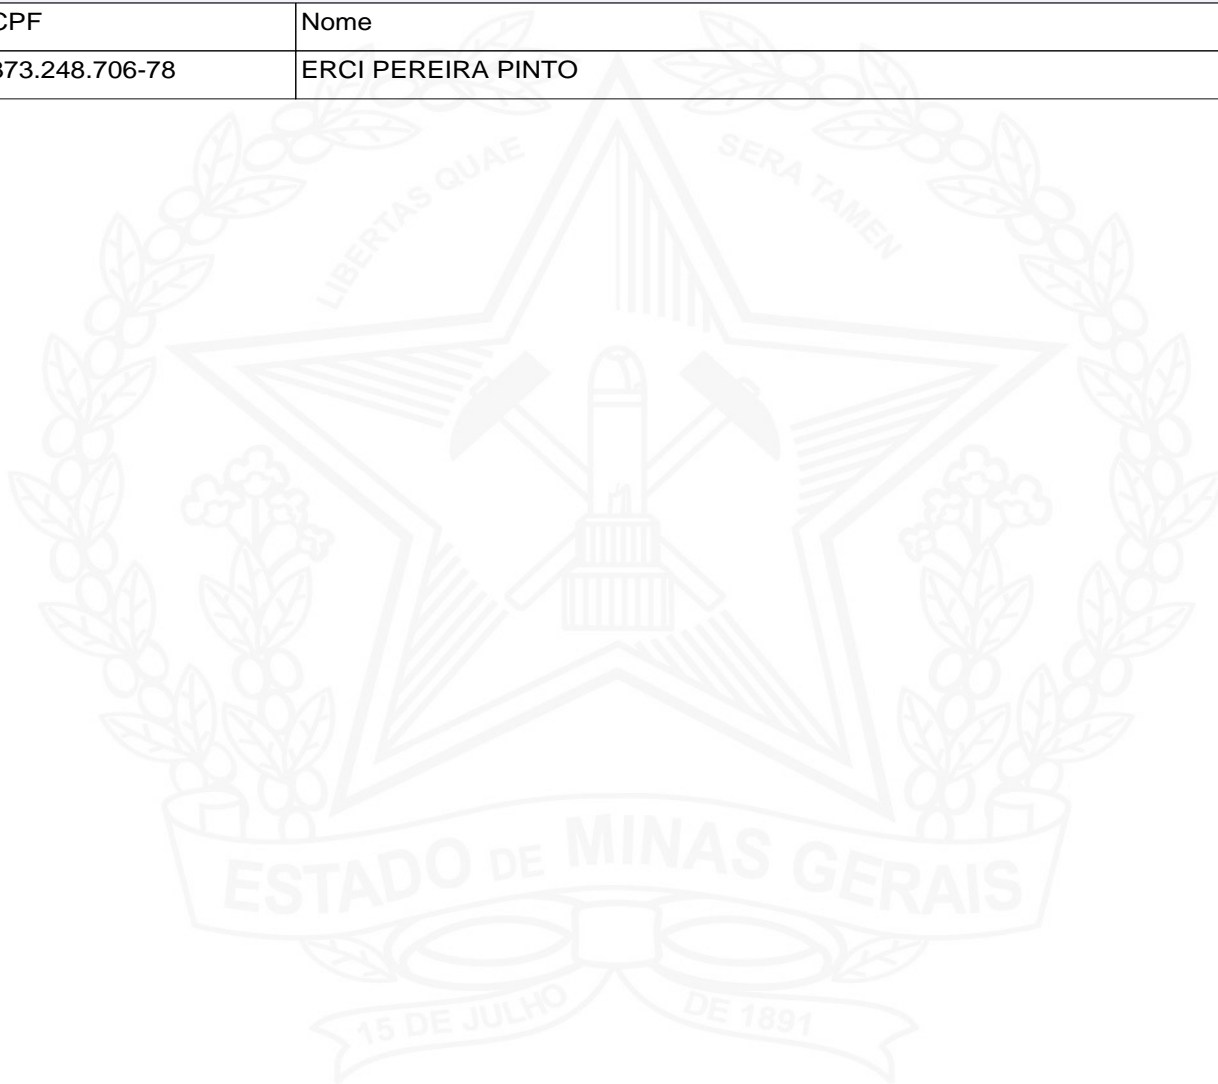 CPF Nome
73.248.706-78 ERCI PEREIRA PINTO
LIBERTAS QUAE SERA TAMEN
ESTADO DE MINAS GERAIS
15 DE JULHO DE 1891